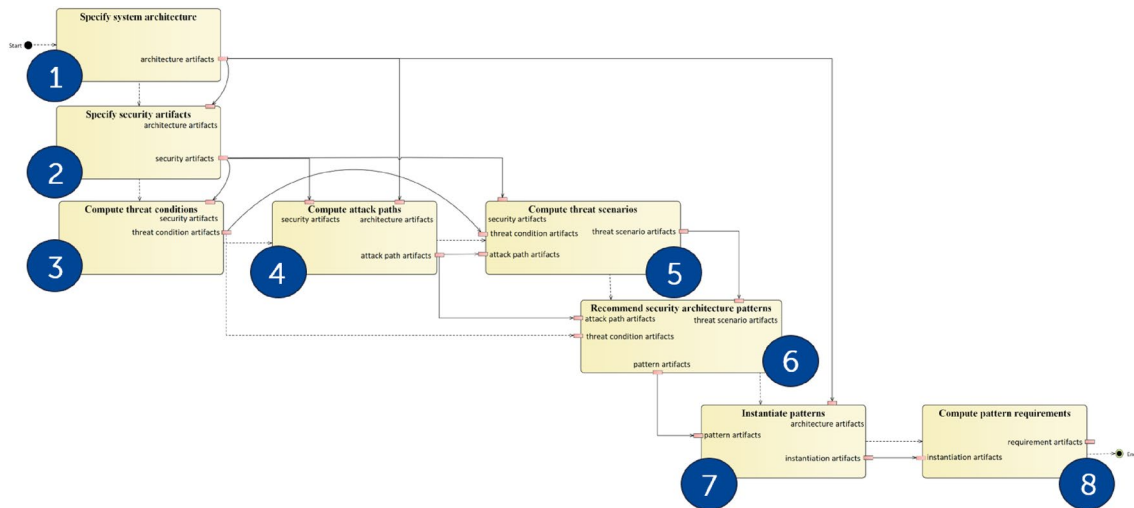 Specify system architecture
Start
architecture artifacts
1
Specify security artifacts
architecture artifacts
security artifacts
2
Compute threat conditions
security artifacts
threat condition artifacts
3
Compute attack paths
security artifacts
architecture artifacts
attack path artifacts
4
Compute threat scenarios
security artifacts
threat condition artifacts
threat scenario artifacts
attack path artifacts
5
Recommend security architecture patterns
attack path artifacts
threat scenario artifacts
threat condition artifacts
pattern artifacts
6
Instantiate patterns
architecture artifacts
pattern artifacts
instantiation artifacts
7
Compute pattern requirements
requirement artifacts
instantiation artifacts
End
8